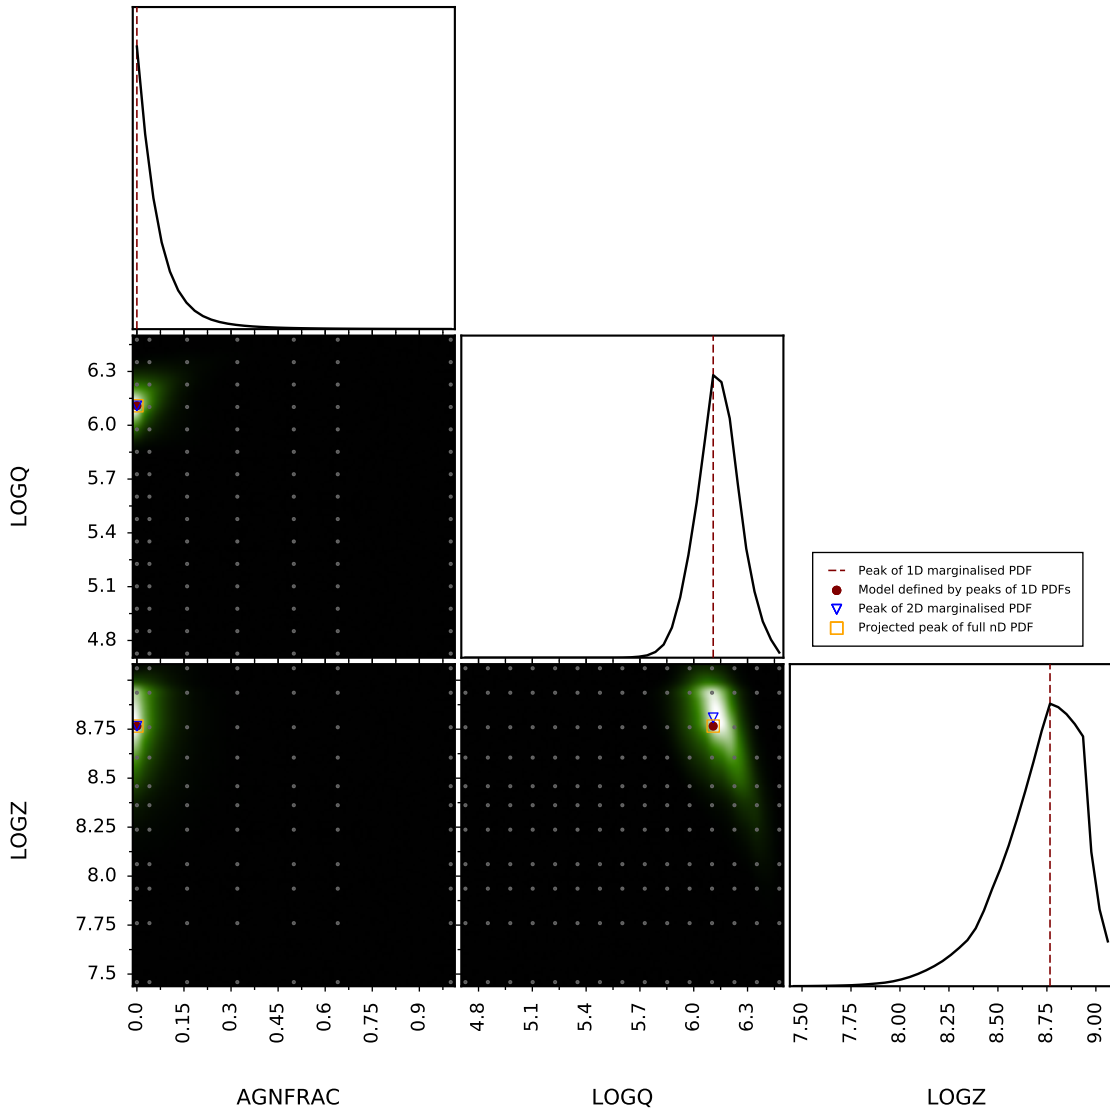 6.3
6.0
5.7
5.4
5.1
4.8
LOGQ
Peak of 1D marginalised PDF
Model defined by peaks of 1D PDFs
Peak of 2D marginalised PDF
Projected peak of full nD PDF
8.75
8.5
8.25
8.0
7.75
7.5
LOGZ
0.0 0.15 0.3 0.45 0.6 0.75 0.9
4.8 5.1 5.4 5.7 6.0 6.3
7.50 7.75 8.00 8.25 8.50 8.75 9.00
AGNFRAC LOGQ LOGZ